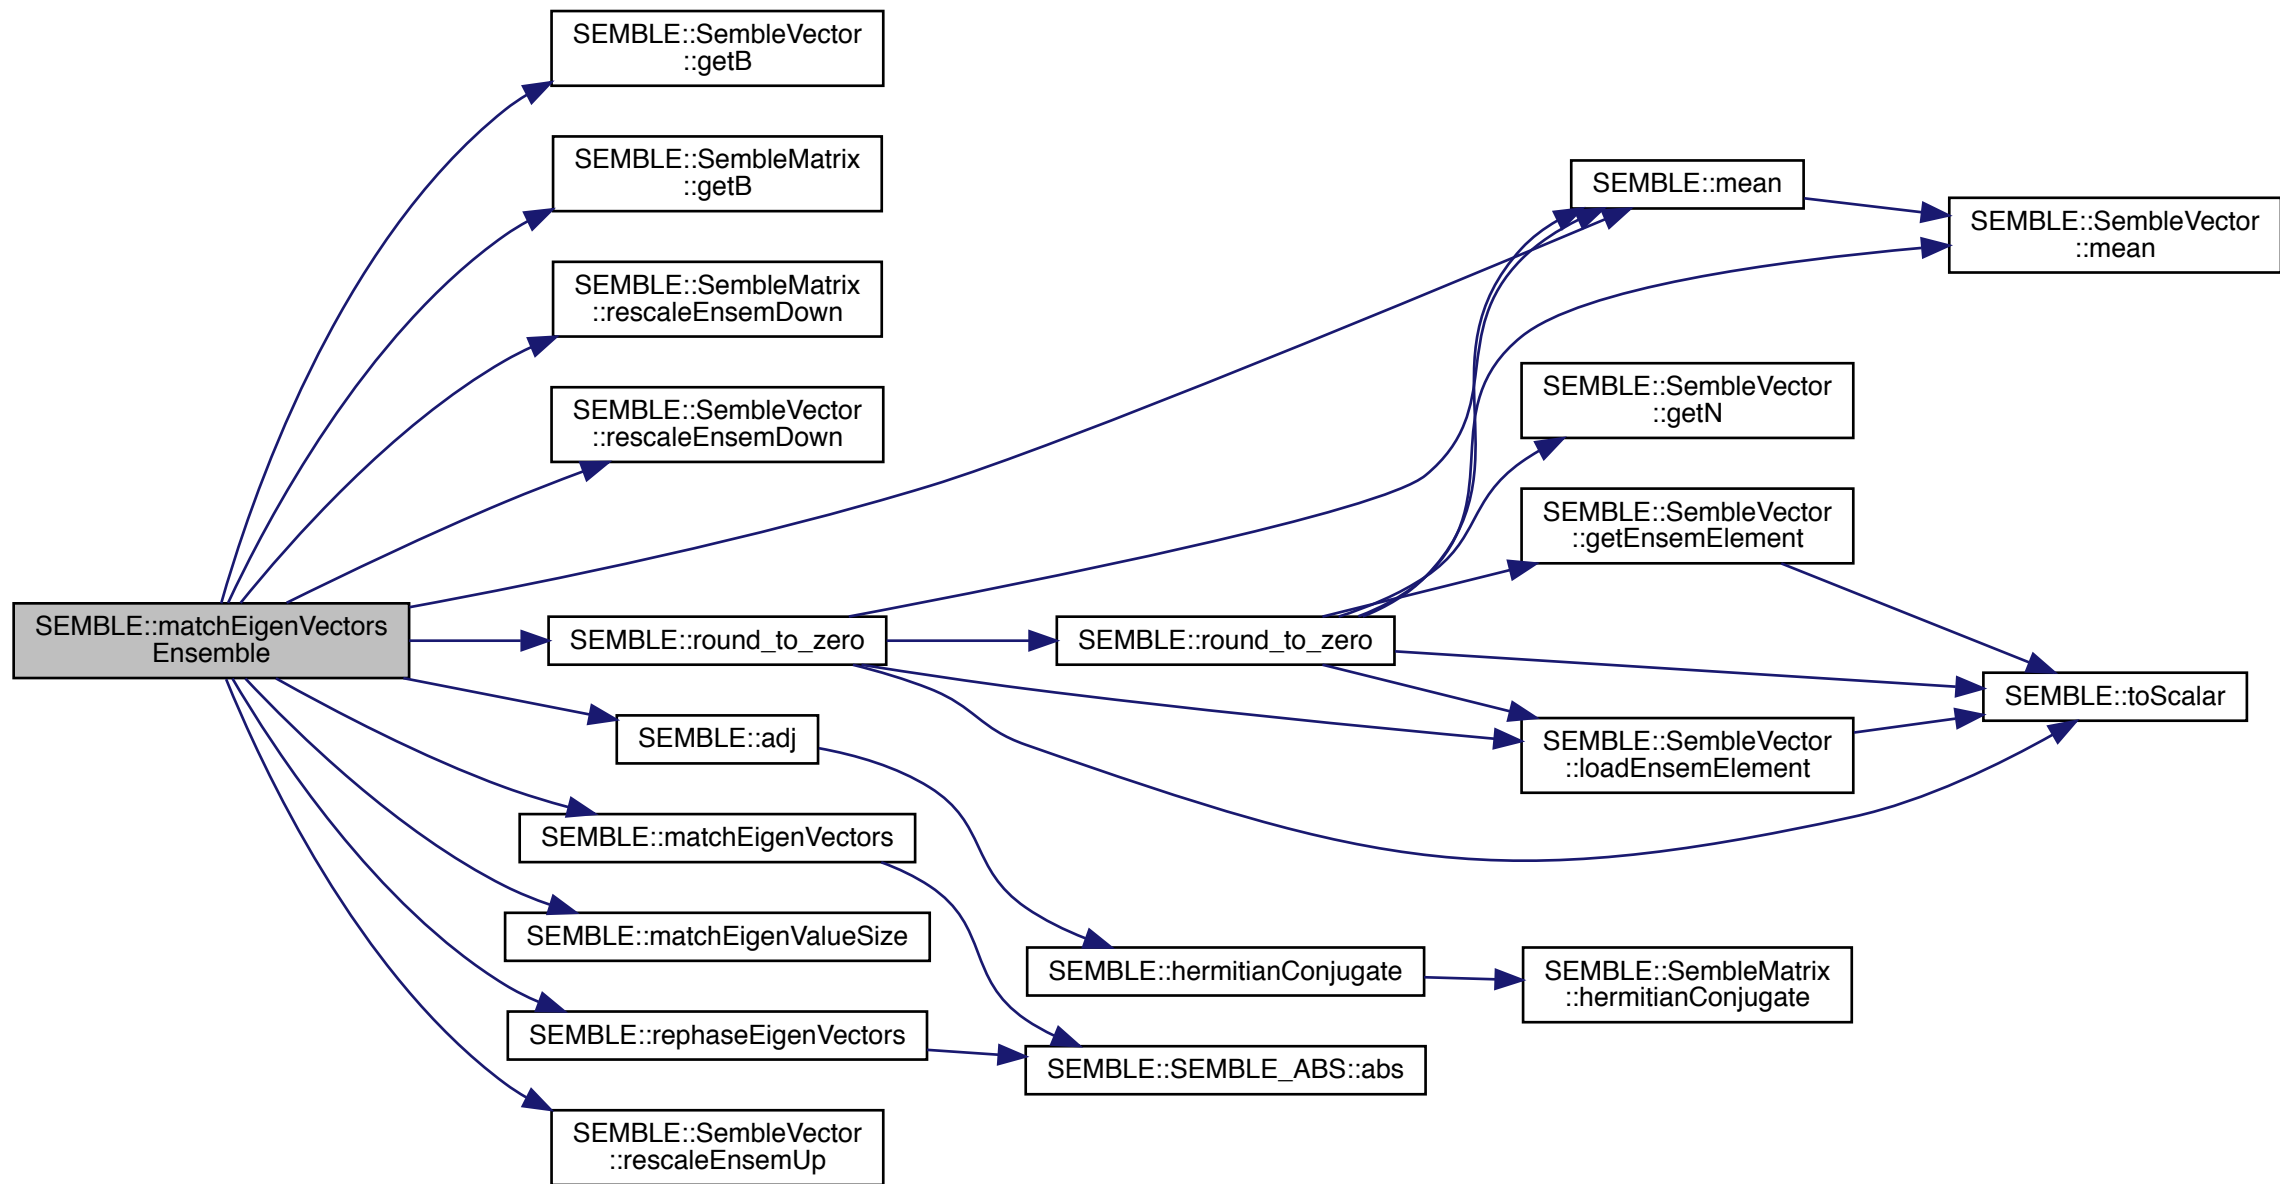 SEMBLE::matchEigenVectors
Ensemble
SEMBLE::SembleVector
::getB
SEMBLE::SembleMatrix
::getB
SEMBLE::SembleMatrix
::rescaleEnsemDown
SEMBLE::SembleVector
::rescaleEnsemDown
SEMBLE::round_to_zero
SEMBLE::adj
SEMBLE::matchEigenVectors
SEMBLE::matchEigenValueSize
SEMBLE::rephaseEigenVectors
SEMBLE::SembleVector
::rescaleEnsemUp
SEMBLE::round_to_zero
SEMBLE::hermitianConjugate
SEMBLE::SEMBLE_ABS::abs
SEMBLE::mean
SEMBLE::SembleVector
::getN
SEMBLE::SembleVector
::getEnsemElement
SEMBLE::SembleVector
::loadEnsemElement
SEMBLE::SembleMatrix
::hermitianConjugate
SEMBLE::SembleVector
::mean
SEMBLE::toScalar